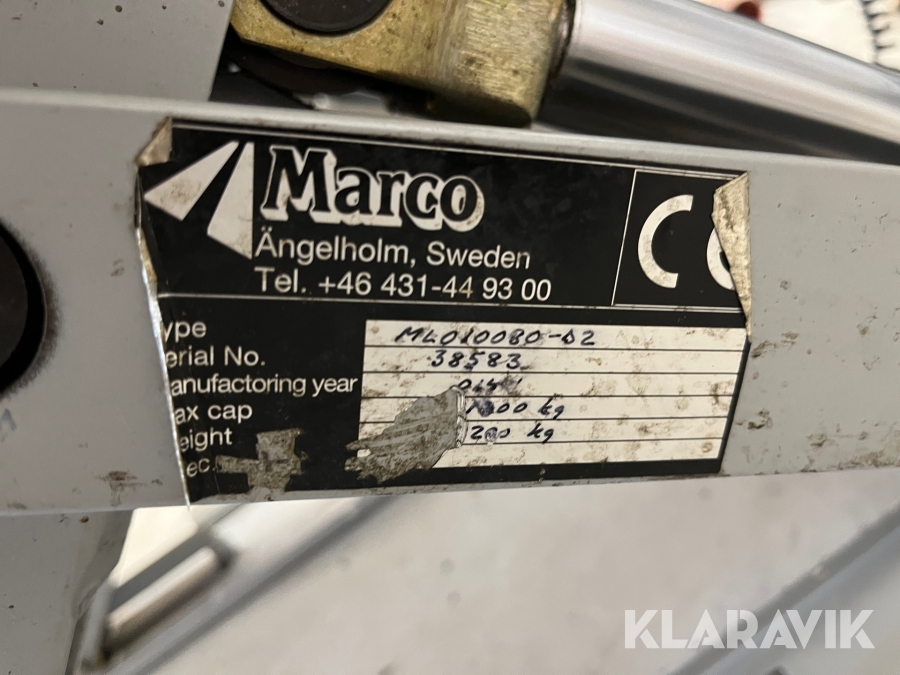 Marco
Ängelholm, Sweden
Tel. +46 431-44 93 00
CE
ype ML010080-D2
erial No. 38583
anufactoring year
ax cap 1000 kg
eight 200 kg
ec.
KLARAVIK